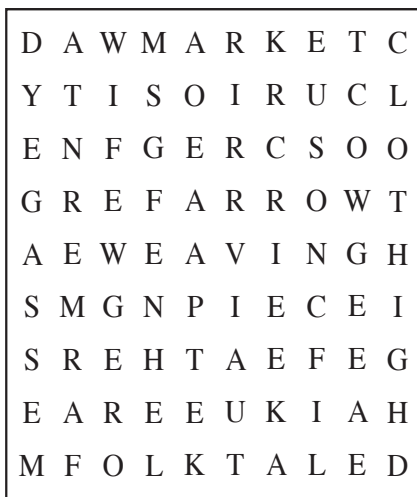 D A W M A R K E T C
Y T I S O I R U C L
E N F G E R C S O O
G R E F A R R O W T
A E W E A V I N G H
S M G N P I E C E I
S R E H T A E F E G
E A R E E U K I A H
M F O L K T A L E D